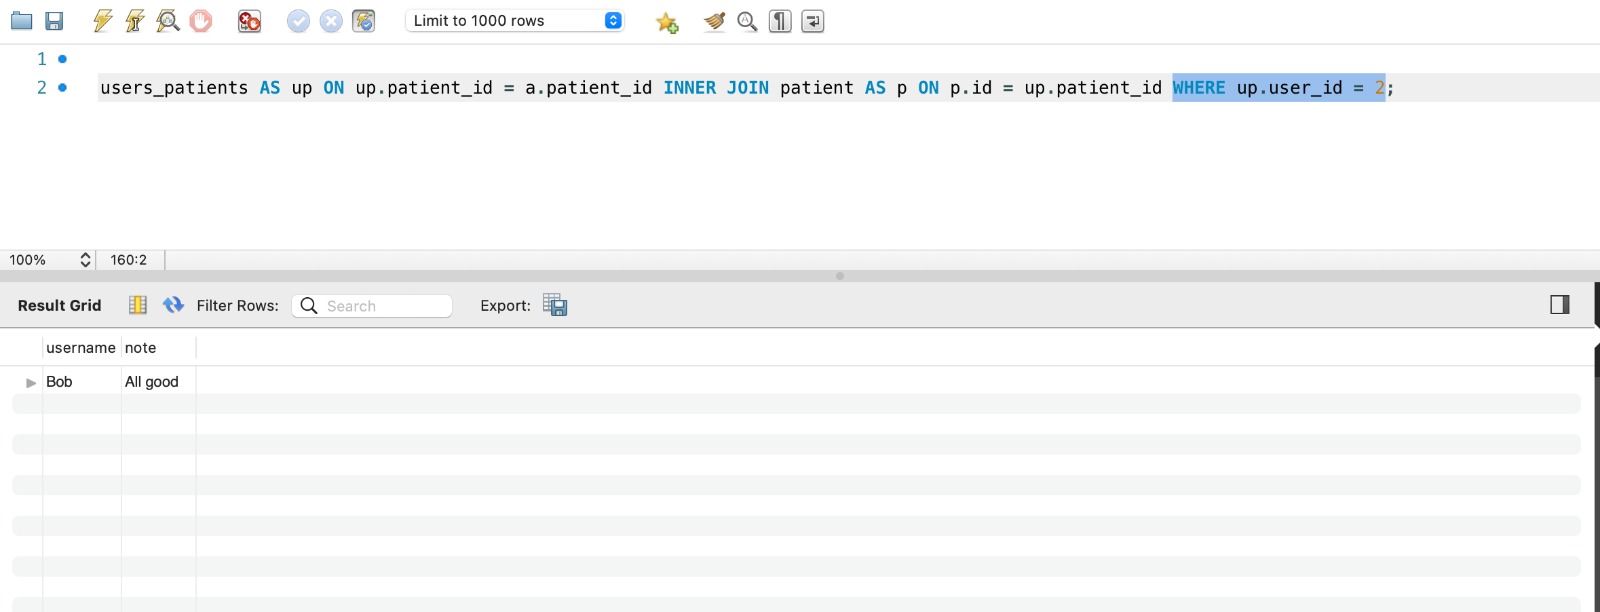 Limit to 1000 rows
1
2 users_patients AS up ON up.patient_id = a.patient_id INNER JOIN patient AS p ON p.id = up.patient_id WHERE up.user_id = 2;
100% 160:2
Result Grid Filter Rows: Search Export:
username note
Bob All good